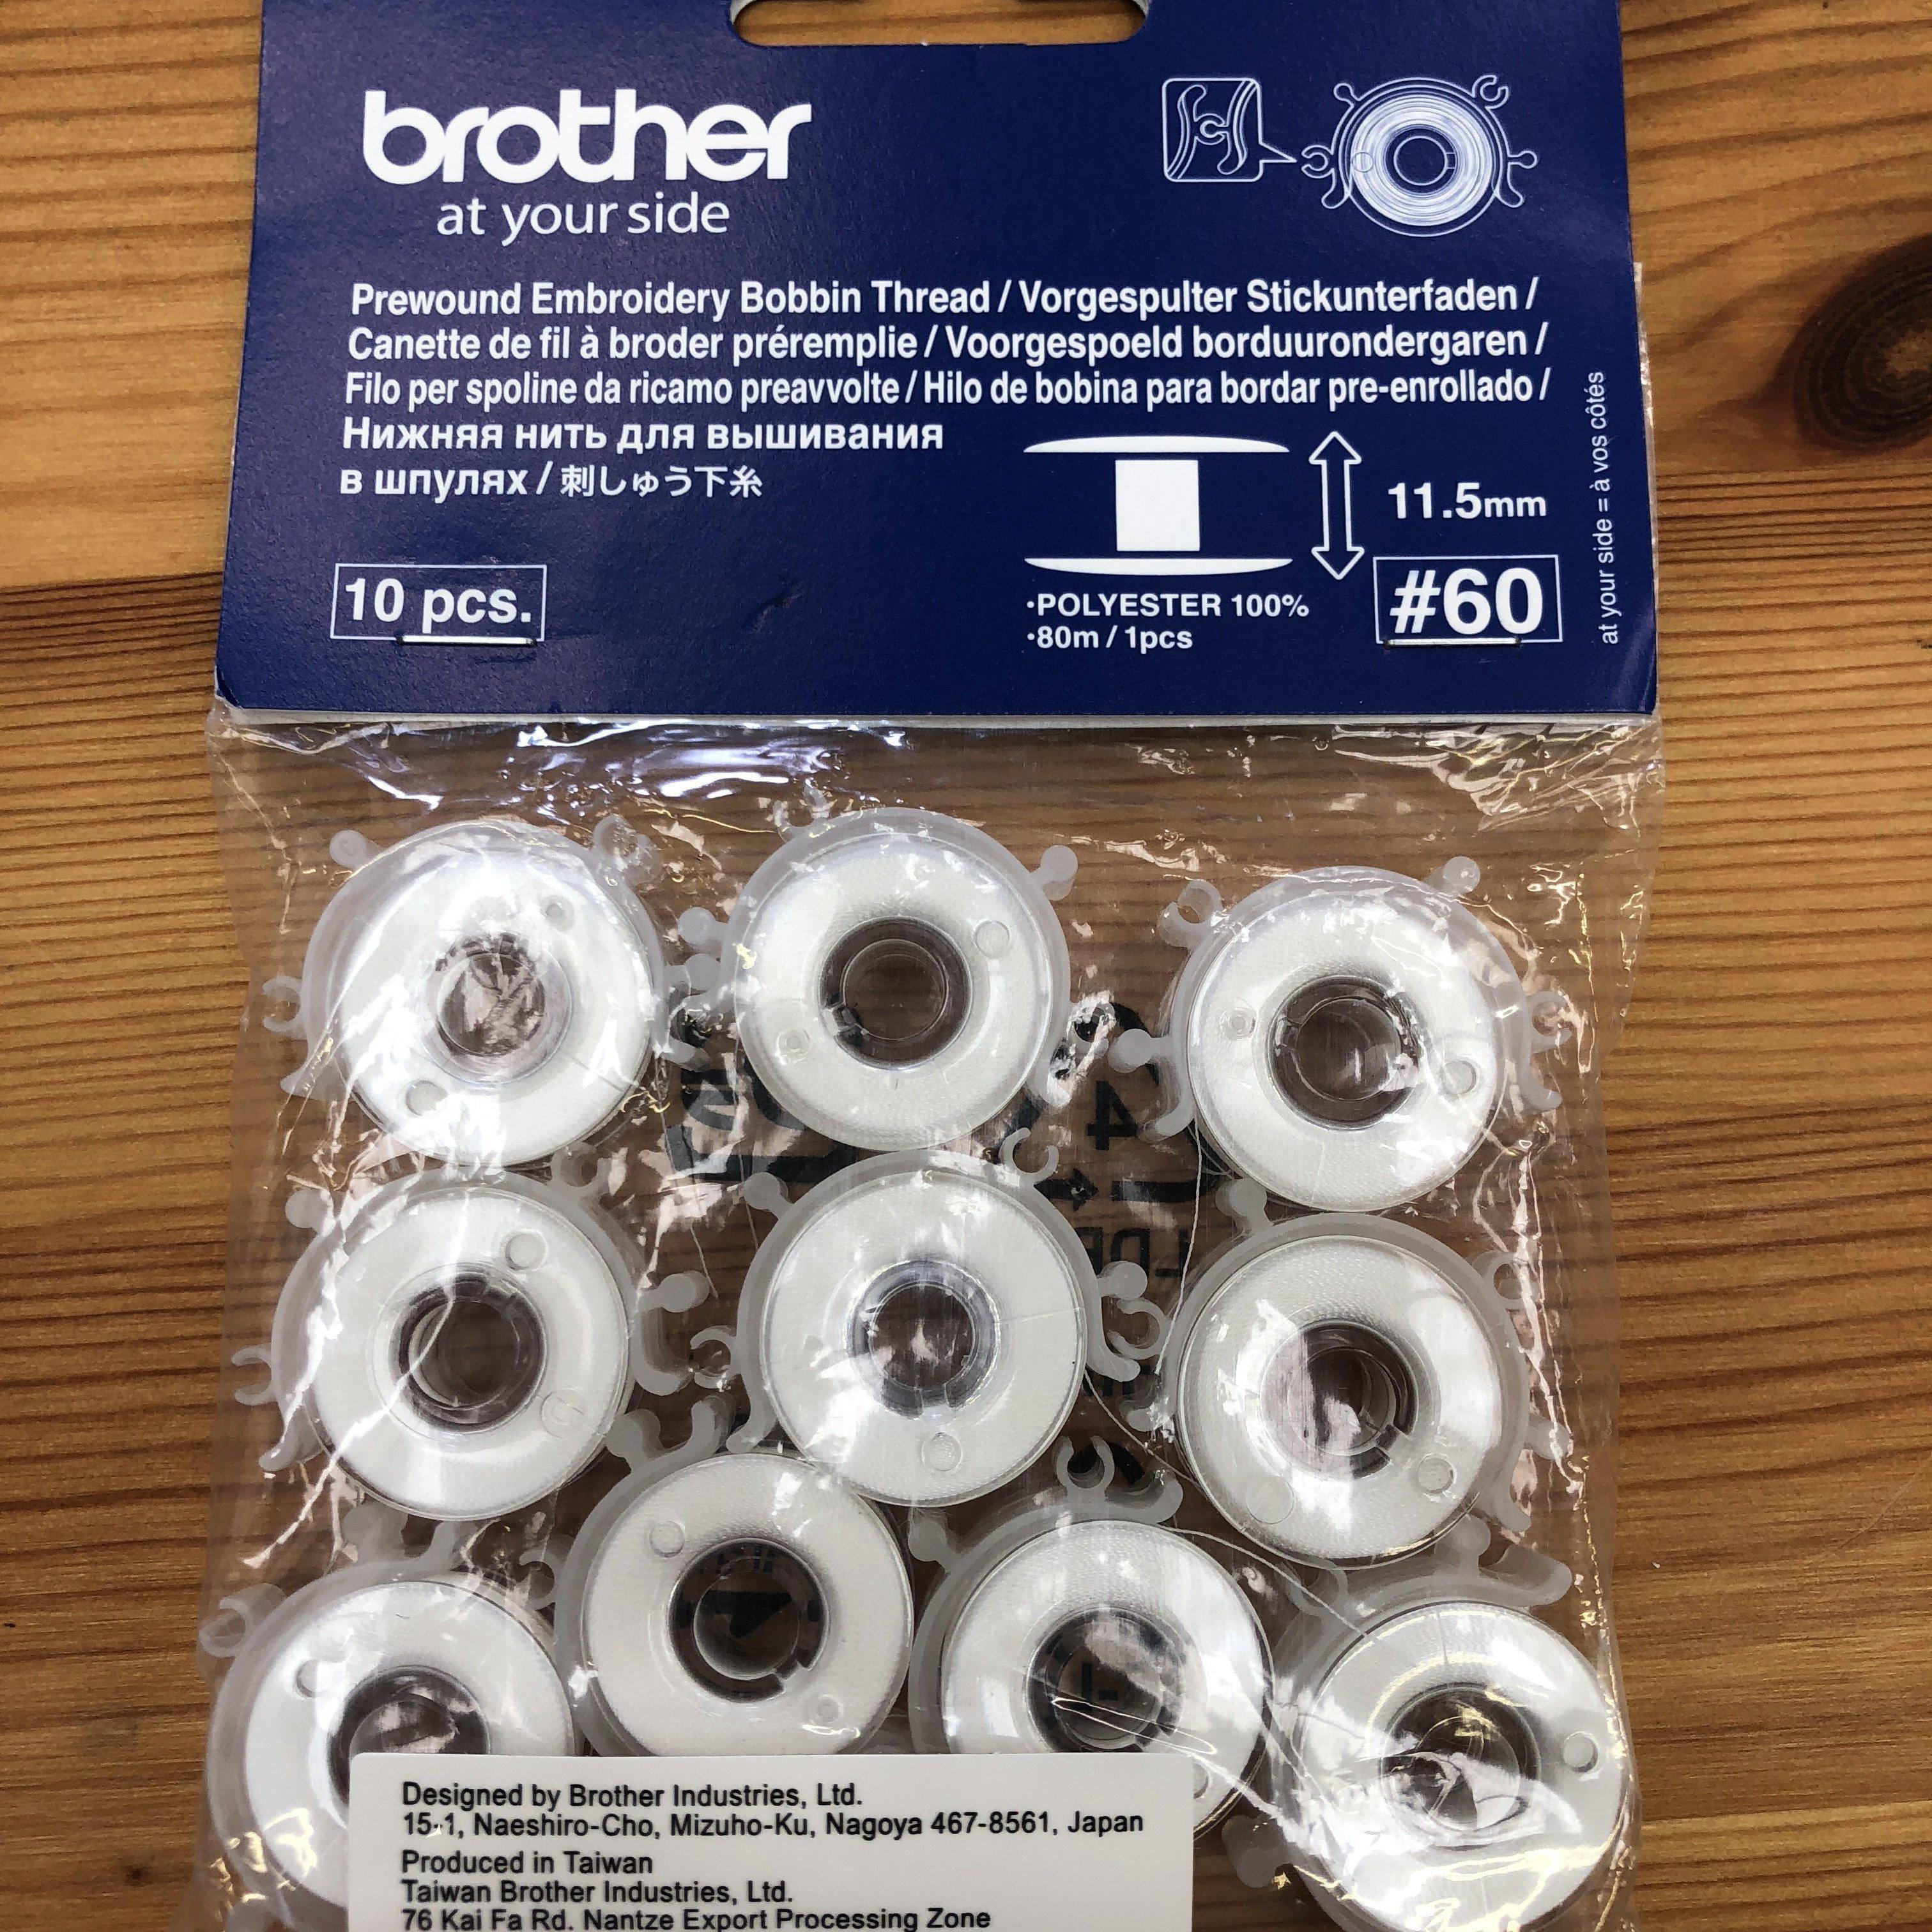 brother
at your side
Prewound Embroidery Bobbin Thread / Vorgespulter Stickunterfaden /
Canette de fil à broder préremplie / Voorgespoeld borduurondergaren /
Filo per spoline da ricamo preavvolte / Hilo de bobina para bordar pre-enrollado /
Нижняя нить для вышивания
в шпулях / 刺しゅう下糸
11.5mm
10 pcs.
•POLYESTER 100%
•80m / 1pcs
#60
at your side = à vos côtés
4
Designed by Brother Industries, Ltd.
15-1, Naeshiro-Cho, Mizuho-Ku, Nagoya 467-8561, Japan
Produced in Taiwan
Taiwan Brother Industries, Ltd.
76 Kai Fa Rd. Nantze Export Processing Zone